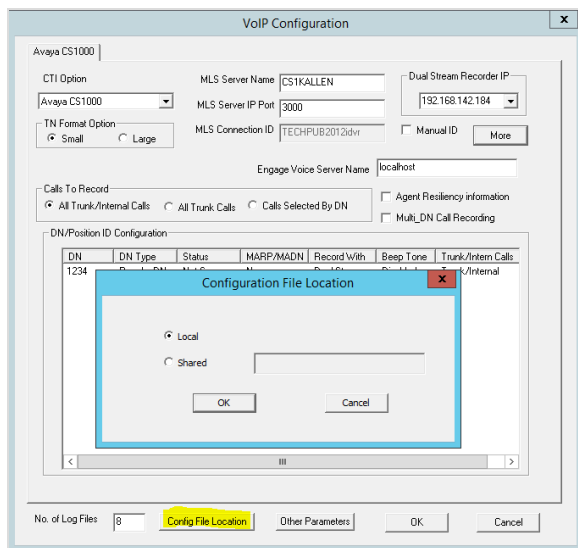 VoIP Configuration
x
Avaya CS1000
CTI Option
Avaya CS1000
MLS Server Name CS1KALLEN
MLS Server IP Port 3000
MLS Connection ID TECHPUB2012idvr
Dual Stream Recorder IP
192.168.142.184
TN Format Option
Small Large
Manual ID More
Engage Voice Server Name localhost
Calls To Record
All Trunk/Internal Calls All Trunk Calls Calls Selected By DN
Agent Resiliency information
Multi_DN Call Recording
DN/Position ID Configuration
DN DN Type Status MARP/MADN Record With Beep Tone Trunk/Intern Calls
1234
Configuration File Location
x
Local
Shared
OK Cancel
No. of Log Files 8 Config File Location Other Parameters OK Cancel